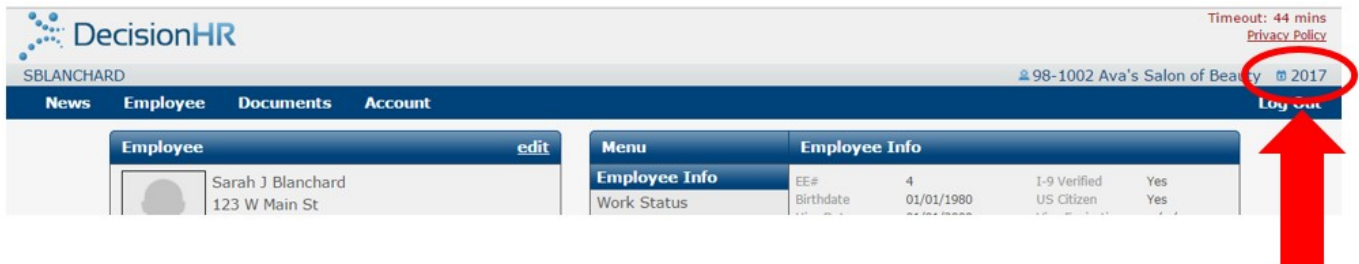 DecisionHR
Timeout: 44 mins
Privacy Policy
SBLANCHARD
98-1002 Ava's Salon of Beauty 2017
News Employee Documents Account Log Out
Employee edit
Sarah J Blanchard
123 W Main St
Menu
Employee Info
Work Status
Employee Info
EE# 4 I-9 Verified Yes
Birthdate 01/01/1980 US Citizen Yes